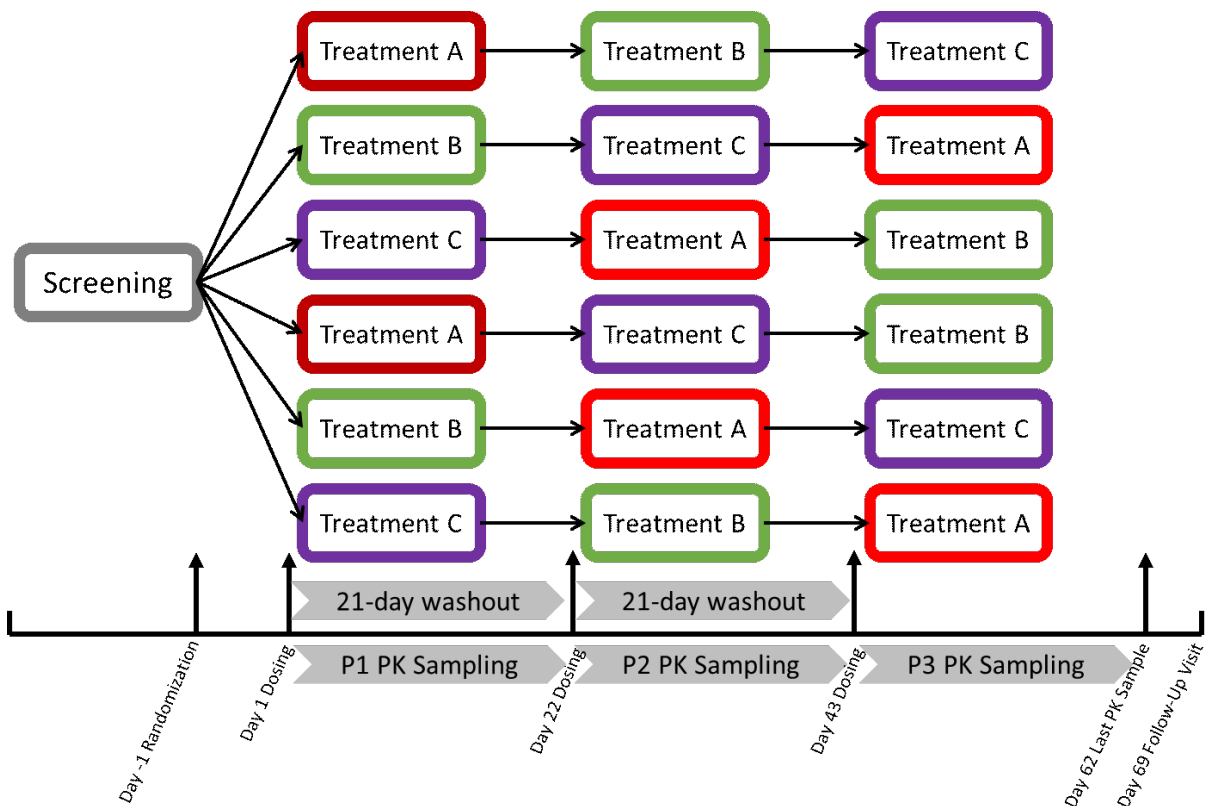 Treatment A
Treatment B
Treatment C
Treatment B
Treatment C
Treatment A
Treatment C
Treatment A
Treatment B
Screening
Treatment A
Treatment C
Treatment B
Treatment B
Treatment A
Treatment C
Treatment C
Treatment B
Treatment A
21-day washout
21-day washout
P1 PK Sampling
P2 PK Sampling
P3 PK Sampling
Day -1 Randomization
Day 1 Dosing
Day 22 Dosing
Day 43 Dosing
Day 62 Last PK Sample
Day 69 Follow-Up Visit